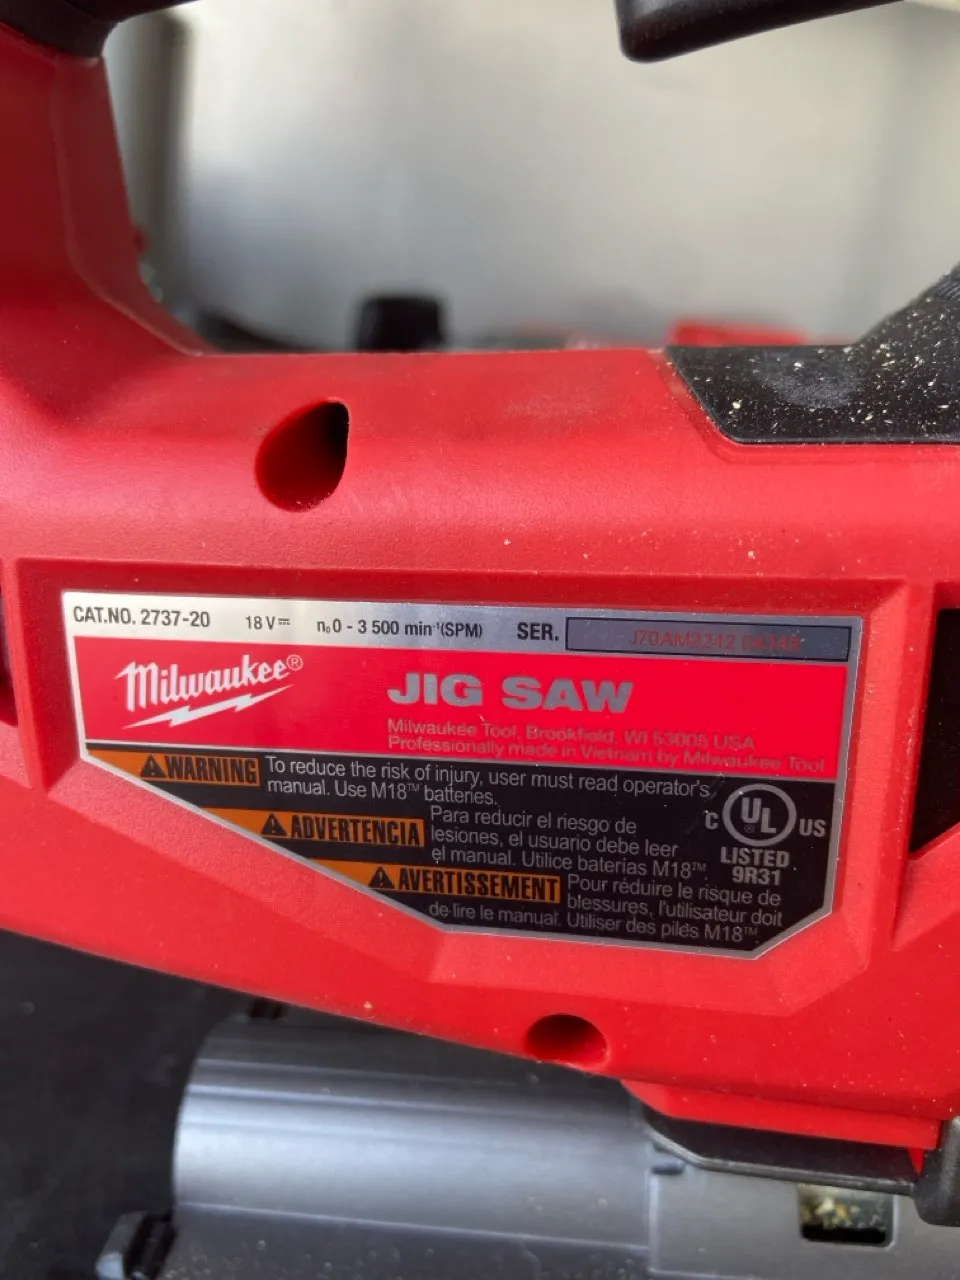 CAT.NO. 2737-20 18 V⎓ n₀ 0 - 3 500 min⁻¹(SPM) SER.
Milwaukee®
JIG SAW
Milwaukee Tool, Brookfield, WI 53005 USA
Professionally made in Vietnam by Milwaukee Tool
WARNING To reduce the risk of injury, user must read operator's
manual. Use M18™ batteries.
ADVERTENCIA Para reducir el riesgo de
lesiones, el usuario debe leer
el manual. Utilice baterías M18™
AVERTISSEMENT Pour réduire le risque de
blessures, l'utilisateur doit
de lire le manual. Utiliser des piles M18™
C UL® US
LISTED
9R31